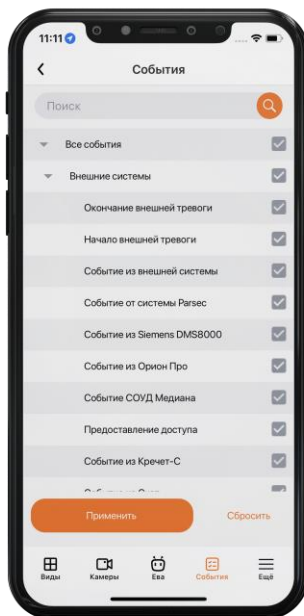 11:11
События
Поиск
Все события
Внешние системы
Окончание внешней тревоги
Начало внешней тревоги
Событие из внешней системы
Событие от системы Parsec
Событие из Siemens DMS8000
Событие из Орион Про
Событие СОУД Медиана
Предоставление доступа
Событие из Кречет-С
Применить
Сбросить
Виды
Камеры
Ева
События
Ещё